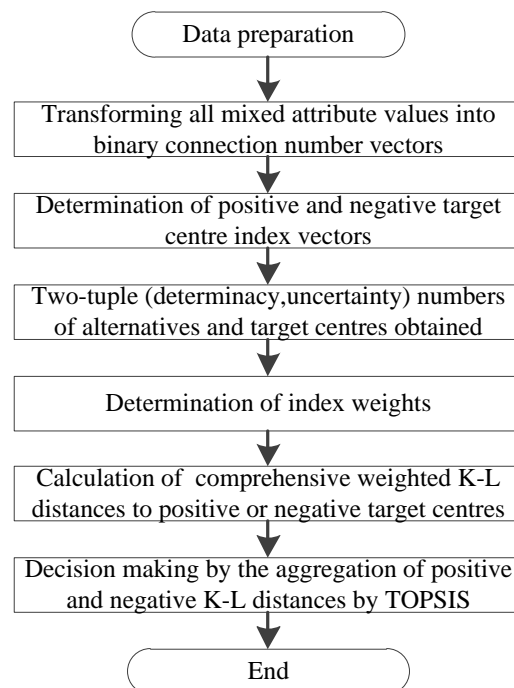 Data preparation
Transforming all mixed attribute values into
binary connection number vectors
Determination of positive and negative target
centre index vectors
Two-tuple (determinacy,uncertainty) numbers
of alternatives and target centres obtained
Determination of index weights
Calculation of comprehensive weighted K-L
distances to positive or negative target centres
Decision making by the aggregation of positive
and negative K-L distances by TOPSIS
End